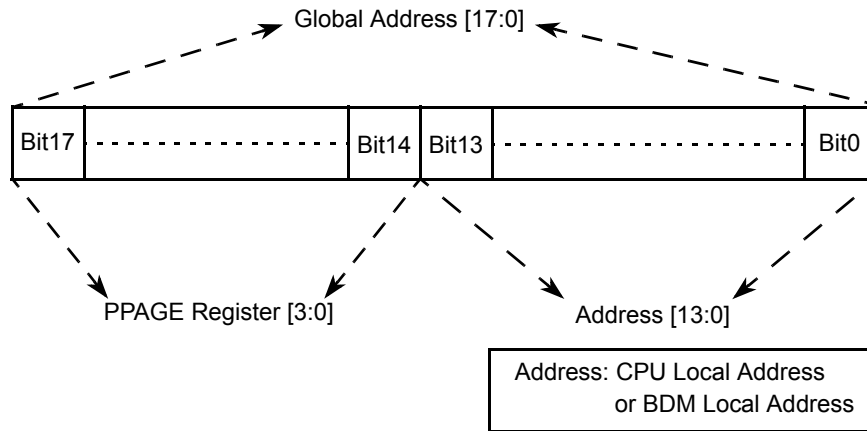 Global Address [17:0]
Bit17 Bit14 Bit13 Bit0
PPAGE Register [3:0] Address [13:0]
Address: CPU Local Address
or BDM Local Address